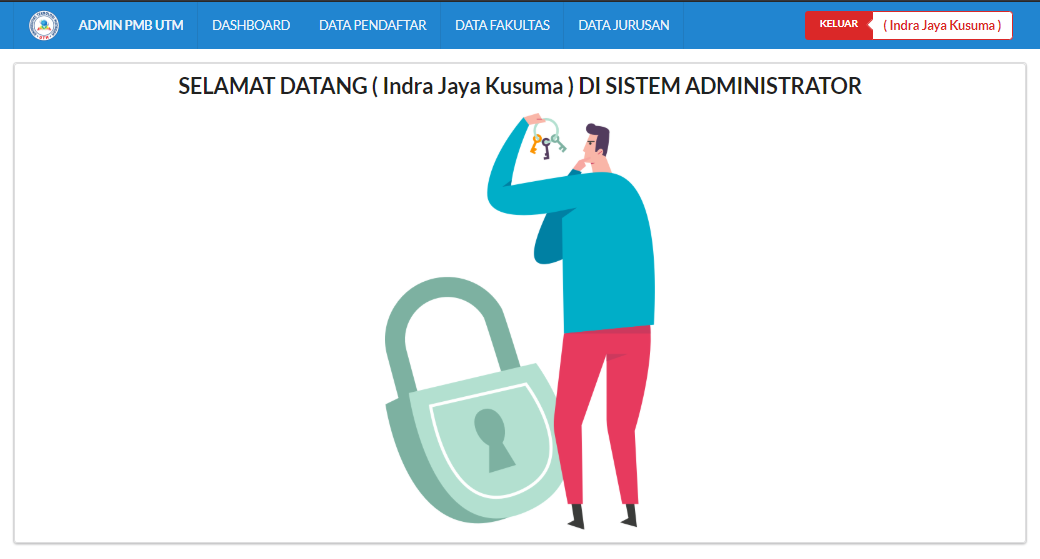 ADMIN PMB UTM DASHBOARD DATA PENDAFTAR DATA FAKULTAS DATA JURUSAN KELUAR ( Indra Jaya Kusuma )
SELAMAT DATANG ( Indra Jaya Kusuma ) DI SISTEM ADMINISTRATOR